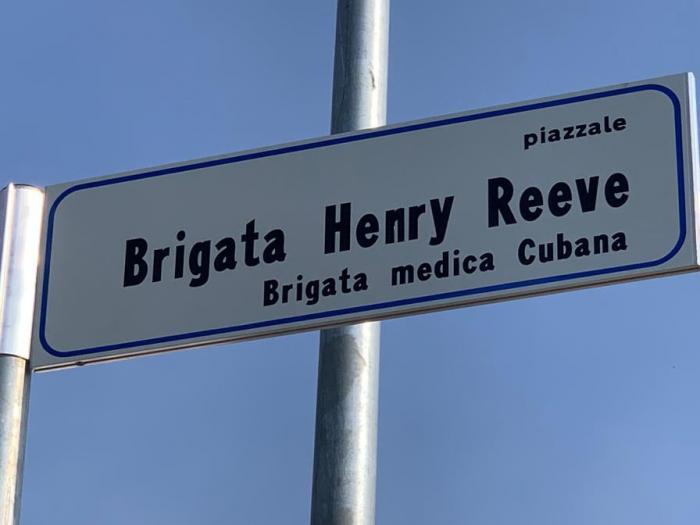 piazzale
Brigata Henry Reeve
Brigata medica Cubana